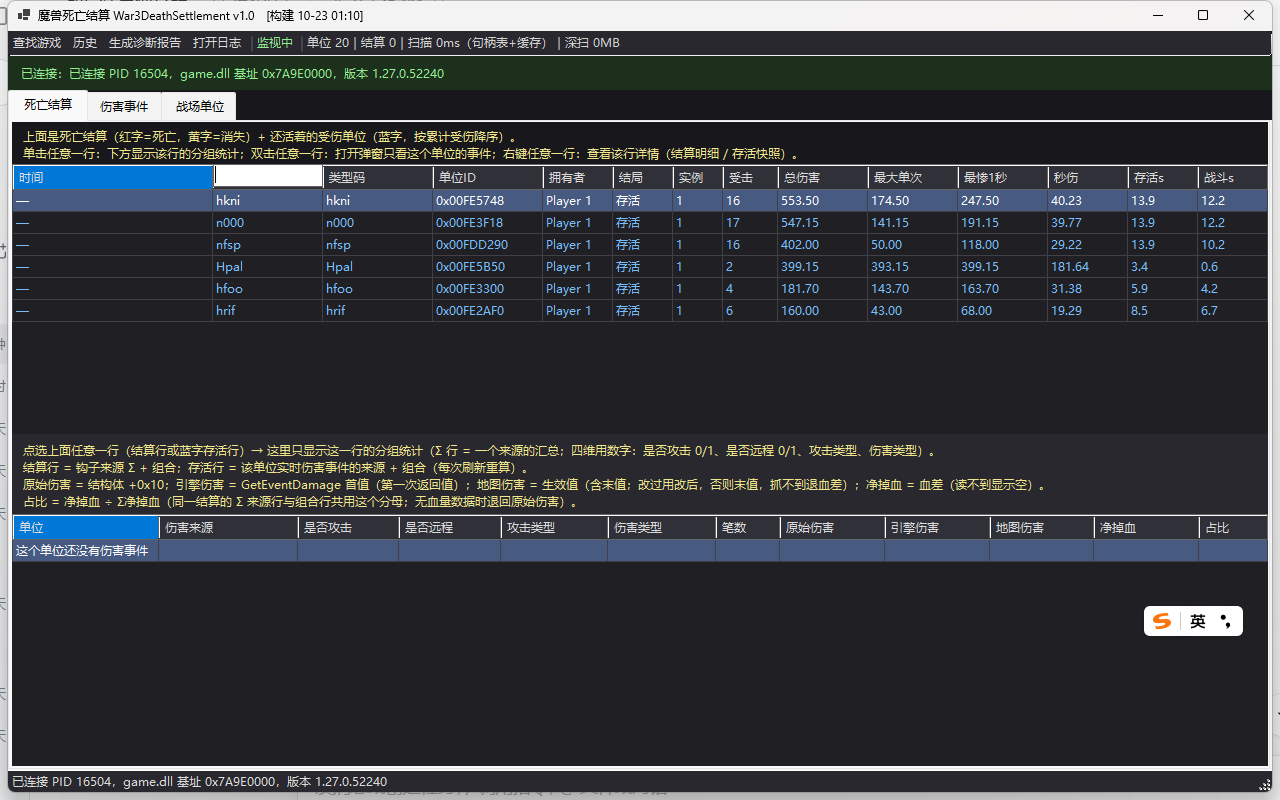 魔兽死亡结算 War3DeathSettlement v1.0 [构建 10-23 01:10]
查找游戏 历史 生成诊断报告 打开日志 | 监视中 | 单位 20 | 结算 0 | 扫描 0ms（句柄表+缓存） | 深扫 0MB
已连接：已连接 PID 16504，game.dll 基址 0x7A9E0000，版本 1.27.0.52240
死亡结算 伤害事件 战场单位
上面是死亡结算（红字=死亡，黄字=消失）+ 还活着的受伤单位（蓝字，按累计受伤降序）。
单击任意一行：下方显示该行的分组统计；双击任意一行：打开弹窗只看这个单位的事件；右键任意一行：查看该行详情（结算明细 / 存活快照）。
时间 类型码 单位ID 拥有者 结局 实例 受击 总伤害 最大单次 最惨1秒 秒伤 存活s 战斗s
— hkni hkni 0x00FE5748 Player 1 存活 1 16 553.50 174.50 247.50 40.23 13.9 12.2
— n000 n000 0x00FE3F18 Player 1 存活 1 17 547.15 141.15 191.15 39.77 13.9 12.2
— nfsp nfsp 0x00FDD290 Player 1 存活 1 16 402.00 50.00 118.00 29.22 13.9 10.2
— Hpal Hpal 0x00FE5B50 Player 1 存活 1 2 399.15 393.15 399.15 181.64 3.4 0.6
— hfoo hfoo 0x00FE3300 Player 1 存活 1 4 181.70 143.70 163.70 31.38 5.9 4.2
— hrif hrif 0x00FE2AF0 Player 1 存活 1 6 160.00 43.00 68.00 19.29 8.5 6.7
点选上面任意一行（结算行或蓝字存活行）→ 这里只显示这一行的分组统计（Σ 行 = 一个来源的汇总；四维用数字：是否攻击 0/1、是否远程 0/1、攻击类型、伤害类型）。
结算行 = 钩子来源 Σ + 组合；存活行 = 该单位实时伤害事件的来源 + 组合（每次刷新重算）。
原始伤害 = 结构体 +0x10；引擎伤害 = GetEventDamage 首值（第一次返回值）；地图伤害 = 生效值（含末值；改过用改后，否则末值，抓不到退血差）；净掉血 = 血差（读不到显示空）。
占比 = 净掉血 ÷ Σ净掉血（同一结算的 Σ 来源行与组合行共用这个分母；无血量数据时退回原始伤害）。
单位 伤害来源 是否攻击 是否远程 攻击类型 伤害类型 笔数 原始伤害 引擎伤害 地图伤害 净掉血 占比
这个单位还没有伤害事件
英
已连接 PID 16504，game.dll 基址 0x7A9E0000，版本 1.27.0.52240